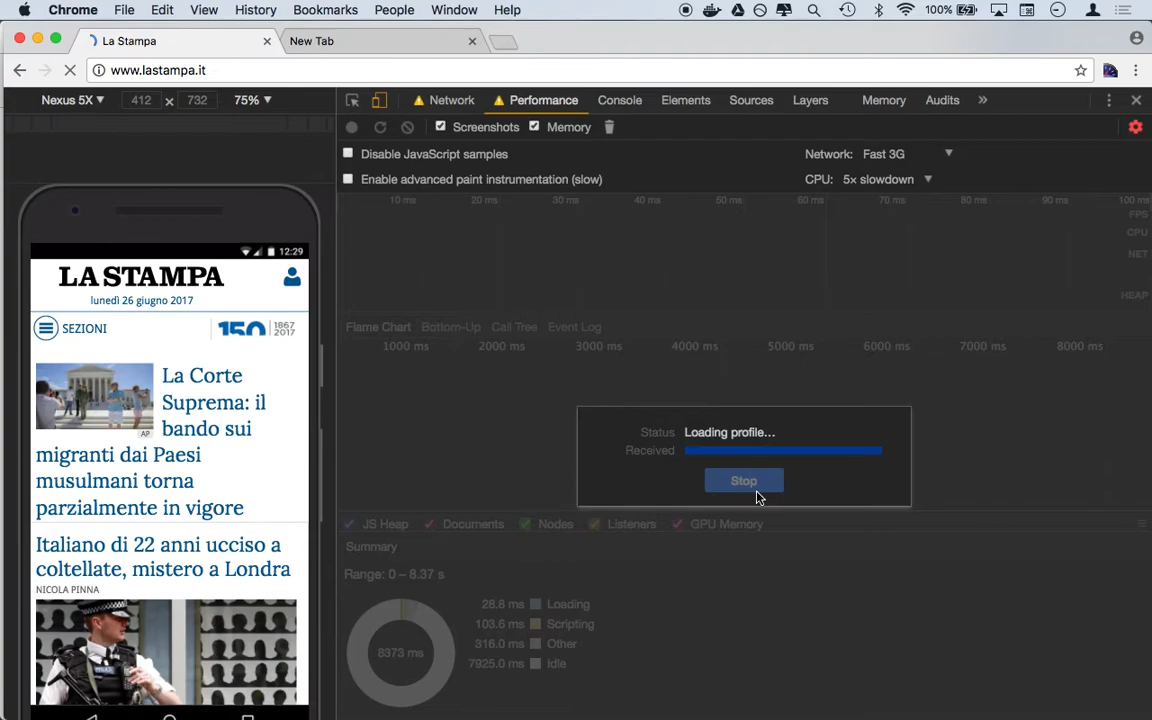 Chrome File Edit View History Bookmarks People Window Help 100%
La Stampa New Tab
www.lastampa.it
Nexus 5X ▾ 412 × 732 75% ▾ Network Performance Console Elements Sources Layers Memory Audits »
Screenshots Memory
Disable JavaScript samples Network: Fast 3G
Enable advanced paint instrumentation (slow) CPU: 5× slowdown
10 ms 20 ms 30 ms 40 ms 50 ms 60 ms 70 ms 80 ms 90 ms 100 ms
FPS
CPU
NET
HEAP
12:29
LA STAMPA
lunedì 26 giugno 2017
SEZIONI 150 1867 2017
La Corte
Suprema: il
bando sui
migranti dai Paesi
musulmani torna
parzialmente in vigore
AP
Italiano di 22 anni ucciso a
coltellate, mistero a Londra
NICOLA PINNA
POLICE
Flame Chart Bottom-Up Call Tree Event Log
1000 ms 2000 ms 3000 ms 4000 ms 5000 ms 6000 ms 7000 ms 8000 ms
Status Loading profile…
Received
Stop
JS Heap Documents Nodes Listeners GPU Memory
Summary
Range: 0 – 8.37 s
8373 ms
28.8 ms Loading
103.6 ms Scripting
316.0 ms Other
7925.0 ms Idle